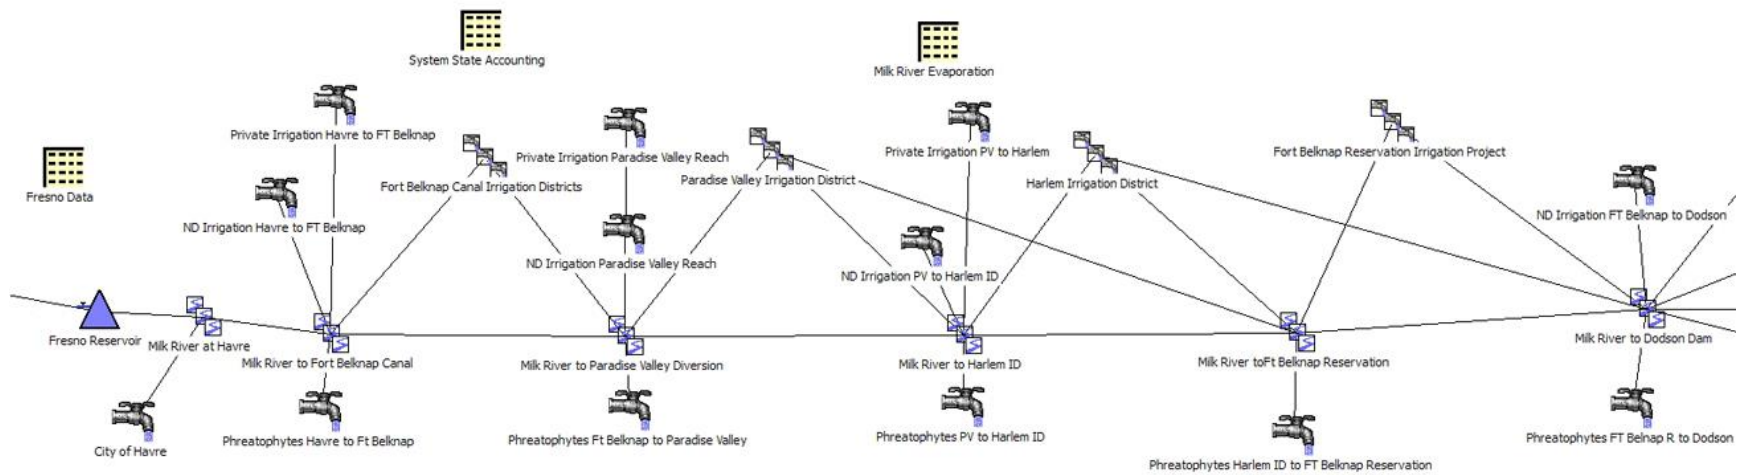 System State Accounting
Milk River Evaporation
Private Irrigation Havre to FT Belknap
Private Irrigation Paradise Valley Reach
Private Irrigation PV to Harlem
Fort Belknap Reservation Irrigation Project
Fort Belknap Canal Irrigation Districts
Paradise Valley Irrigation District
Harlem Irrigation District
Fresno Data
ND Irrigation Havre to FT Belknap
ND Irrigation FT Belknap to Dodson
ND Irrigation Paradise Valley Reach
ND Irrigation PV to Harlem ID
Fresno Reservoir
Milk River at Havre
Milk River to Fort Belknap Canal
Milk River to Paradise Valley Diversion
Milk River to Harlem ID
Milk River toFt Belknap Reservation
Milk River to Dodson Dam
City of Havre
Phreatophytes Havre to Ft Belknap
Phreatophytes Ft Belknap to Paradise Valley
Phreatophytes PV to Harlem ID
Phreatophytes Harlem ID to FT Belknap Reservation
Phreatophytes FT Belnap R to Dodson